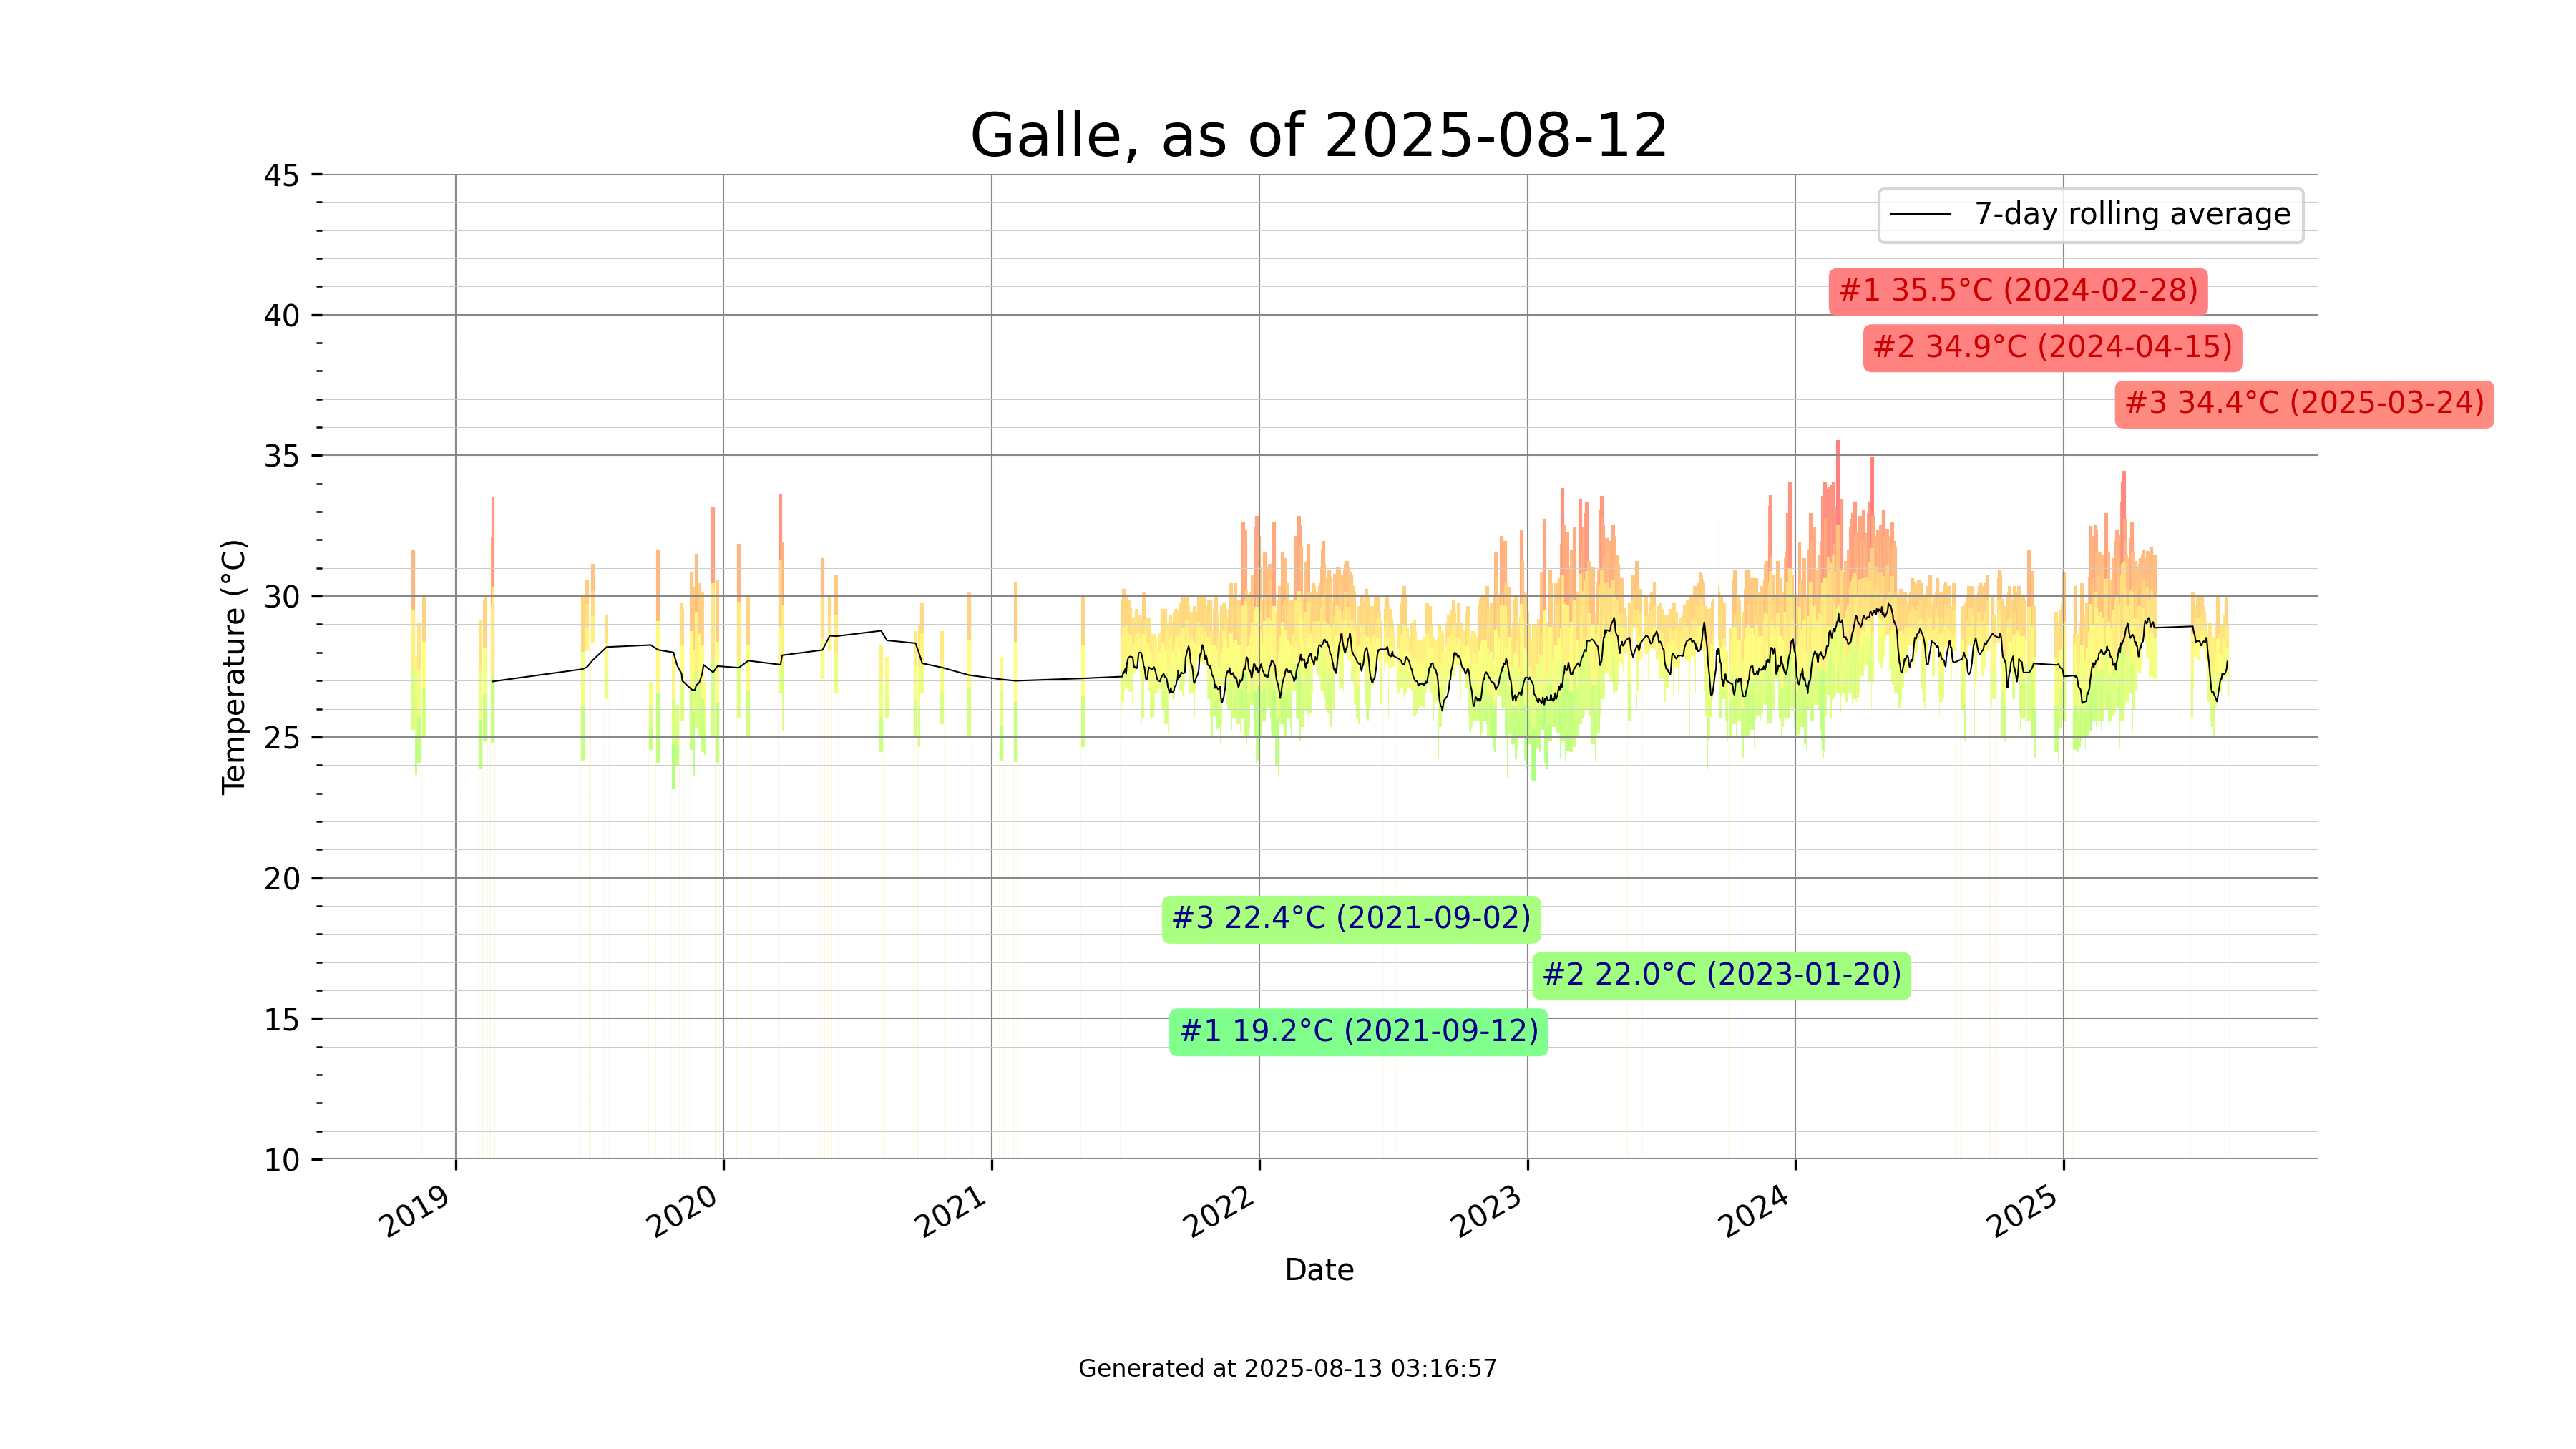 Galle, as of 2025-08-12
45
7-day rolling average
#1 35.5°C (2024-02-28)
40
#2 34.9°C (2024-04-15)
#3 34.4°C (2025-03-24)
35
30
Temperature (°C)
25
20
#3 22.4°C (2021-09-02)
#2 22.0°C (2023-01-20)
15
#1 19.2°C (2021-09-12)
10
2019 2020 2021 2022 2023 2024 2025
Date
Generated at 2025-08-13 03:16:57